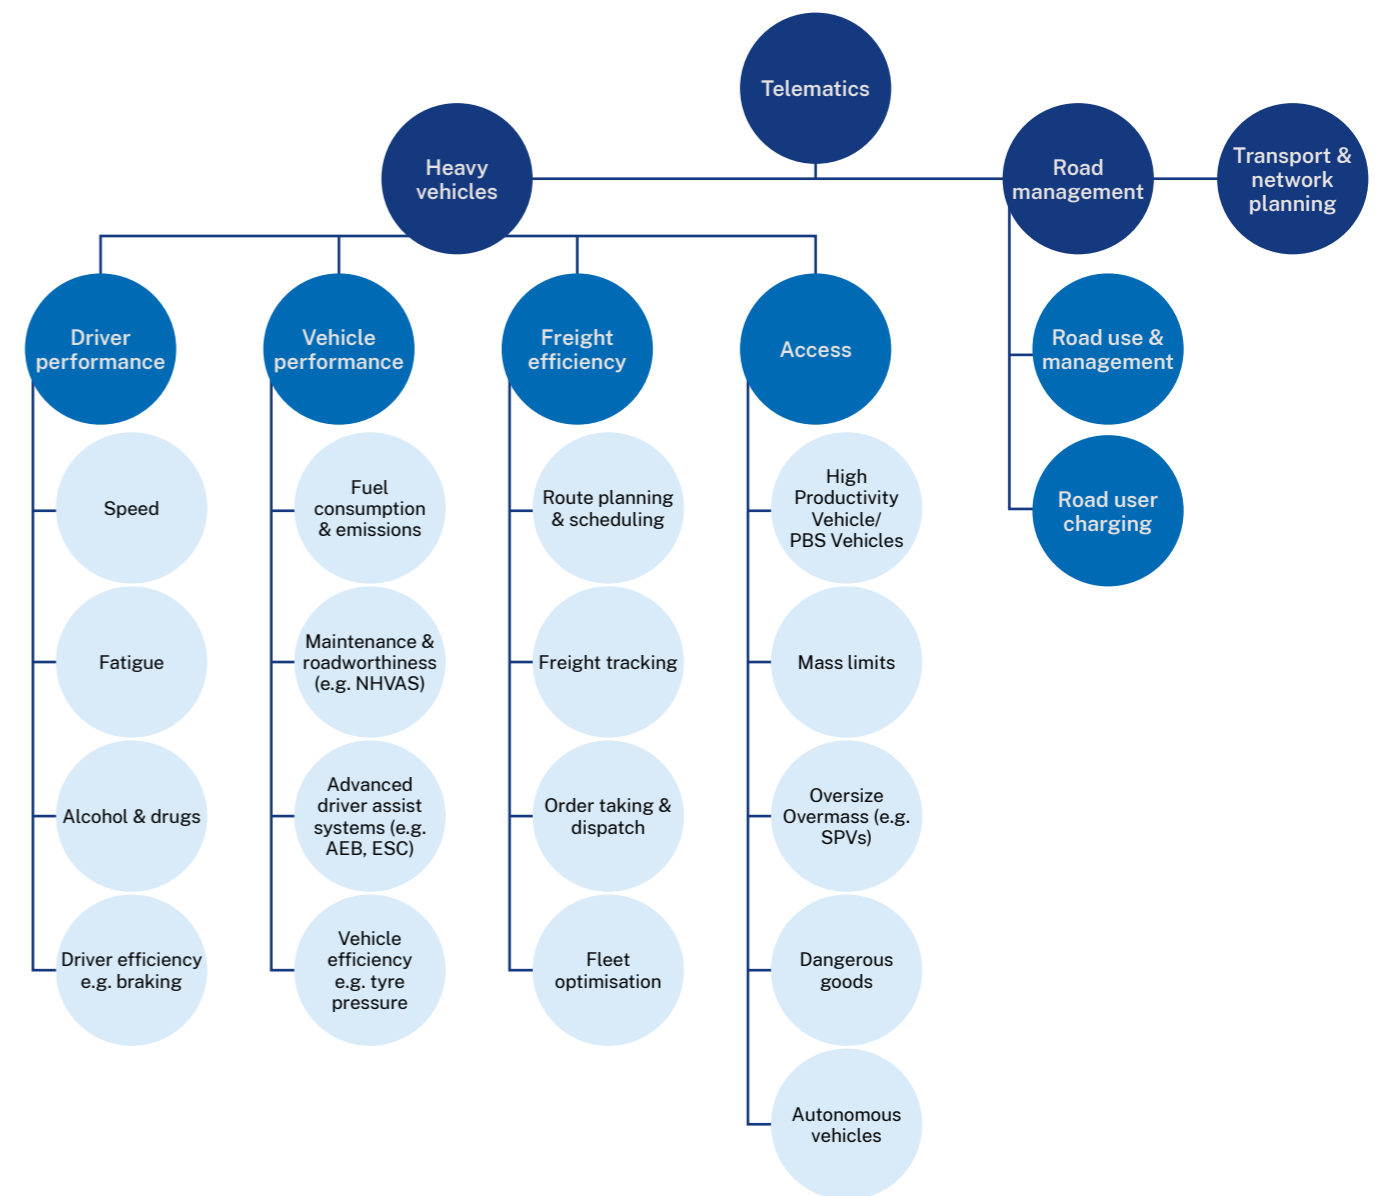 Telematics
Heavy
vehicles
Road
management
Transport &
network
planning
Driver
performance
Vehicle
performance
Freight
efficiency
Access
Road use &
management
Road user
charging
Speed
Fatigue
Alcohol & drugs
Driver efficiency
e.g. braking
Fuel
consumption
& emissions
Maintenance &
roadworthiness
(e.g. NHVAS)
Advanced
driver assist
systems (e.g.
AEB, ESC)
Vehicle
efficiency
e.g. tyre
pressure
Route planning
& scheduling
Freight tracking
Order taking &
dispatch
Fleet
optimisation
High
Productivity
Vehicle/
PBS Vehicles
Mass limits
Oversize
Overmass (e.g.
SPVs)
Dangerous
goods
Autonomous
vehicles